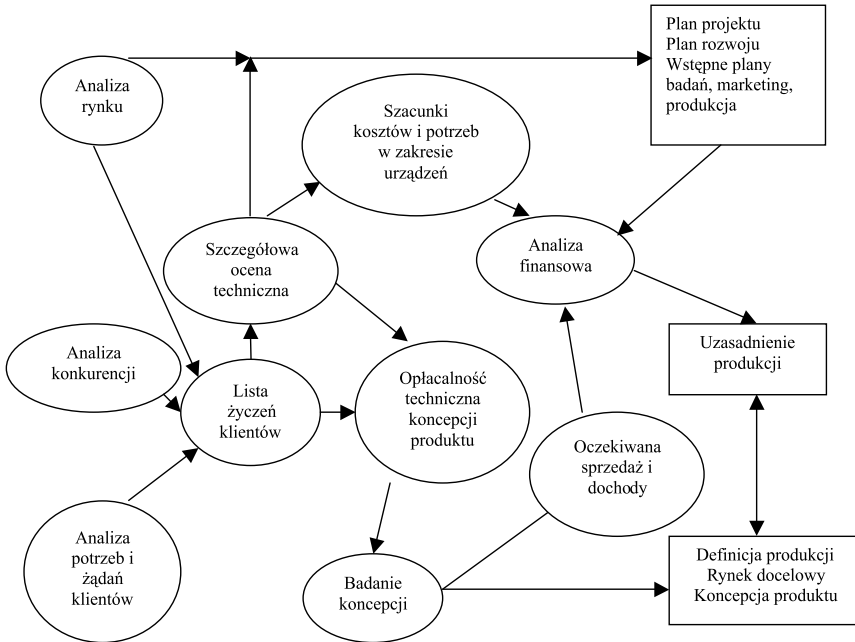 Plan projektu
Plan rozwoju
Wstępne plany
badań, marketing,
produkcja
Analiza
rynku
Szacunki
kosztów i potrzeb
w zakresie
urządzeń
Szczegółowa
ocena
techniczna
Analiza
finansowa
Uzasadnienie
produkcji
Analiza
konkurencji
Lista
życzeń
klientów
Opłacalność
techniczna
koncepcji
produktu
Oczekiwana
sprzedaż i
dochody
Analiza
potrzeb i
żądań
klientów
Badanie
koncepcji
Definicja produkcji
Rynek docelowy
Koncepcja produktu